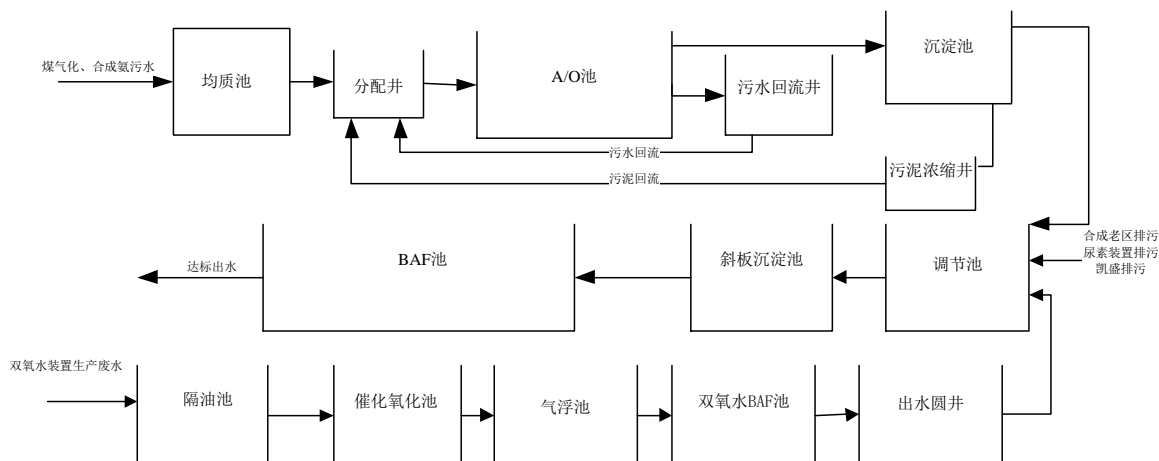 煤气化、合成氨污水
均质池
分配井
A/O池
污水回流井
沉淀池
污水回流
污泥回流
污泥浓缩井
达标出水
BAF池
斜板沉淀池
调节池
合成老区排污
尿素装置排污
凯盛排污
双氧水装置生产废水
隔油池
催化氧化池
气浮池
双氧水BAF池
出水圆井